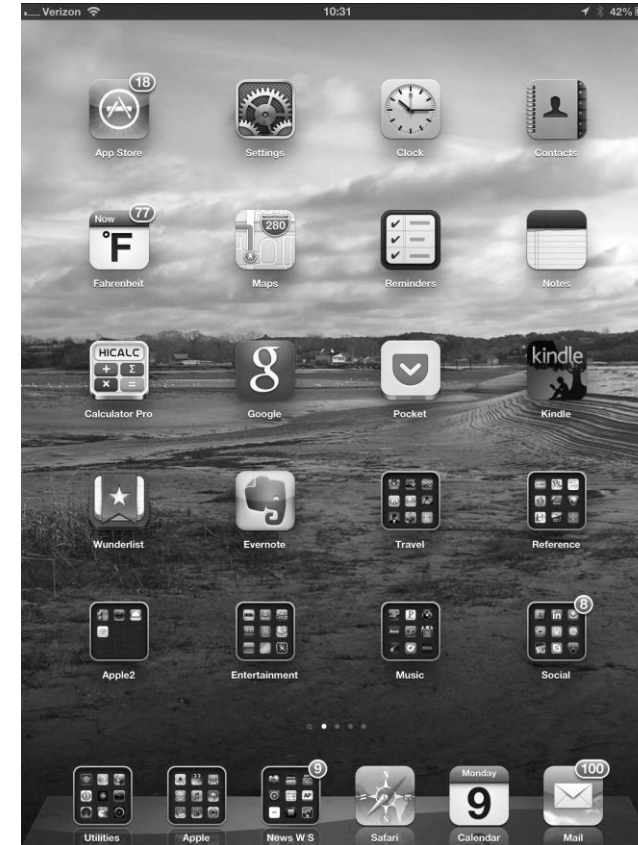 ..... Verizon 10:31 42%
18
App Store Settings Clock Contacts
Now 77 280
°F
Fahrenheit Maps Reminders Notes
HICALC
+ Σ
× =
g
kindle
Calculator Pro Google Pocket Kindle
Wunderlist Evernote Travel Reference
8
in
Apple2 Entertainment Music Social
9 100
Monday
9
Utilities Apple News W S Safari Calendar Mail